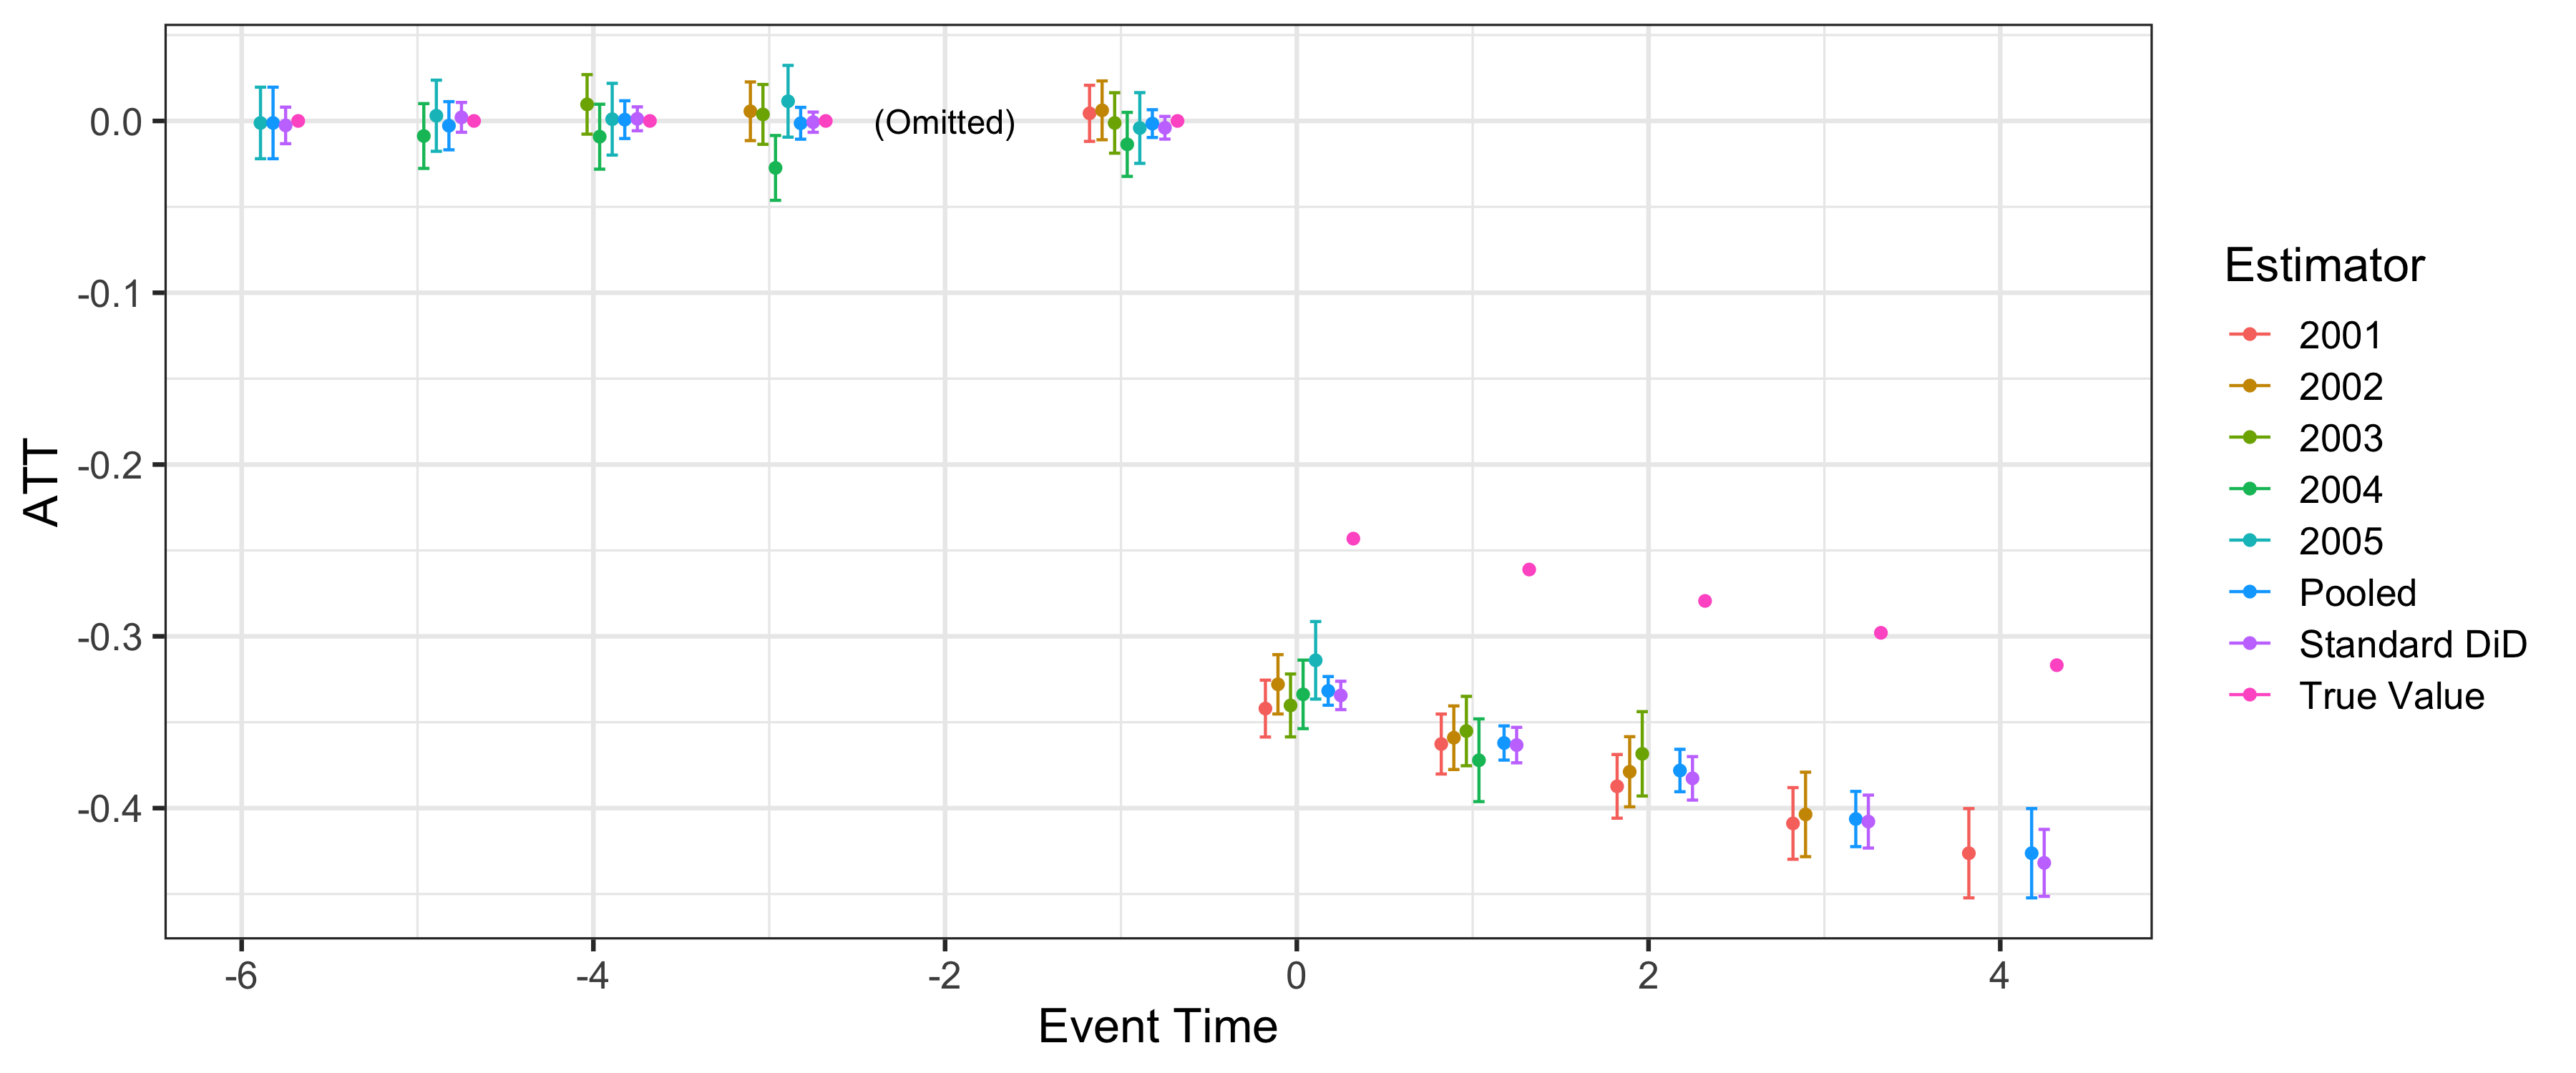 (Omitted)
0.0
-0.1
-0.2
-0.3
-0.4
ATT
-6
-4
-2
0
2
4
Event Time
Estimator
2001
2002
2003
2004
2005
Pooled
Standard DiD
True Value